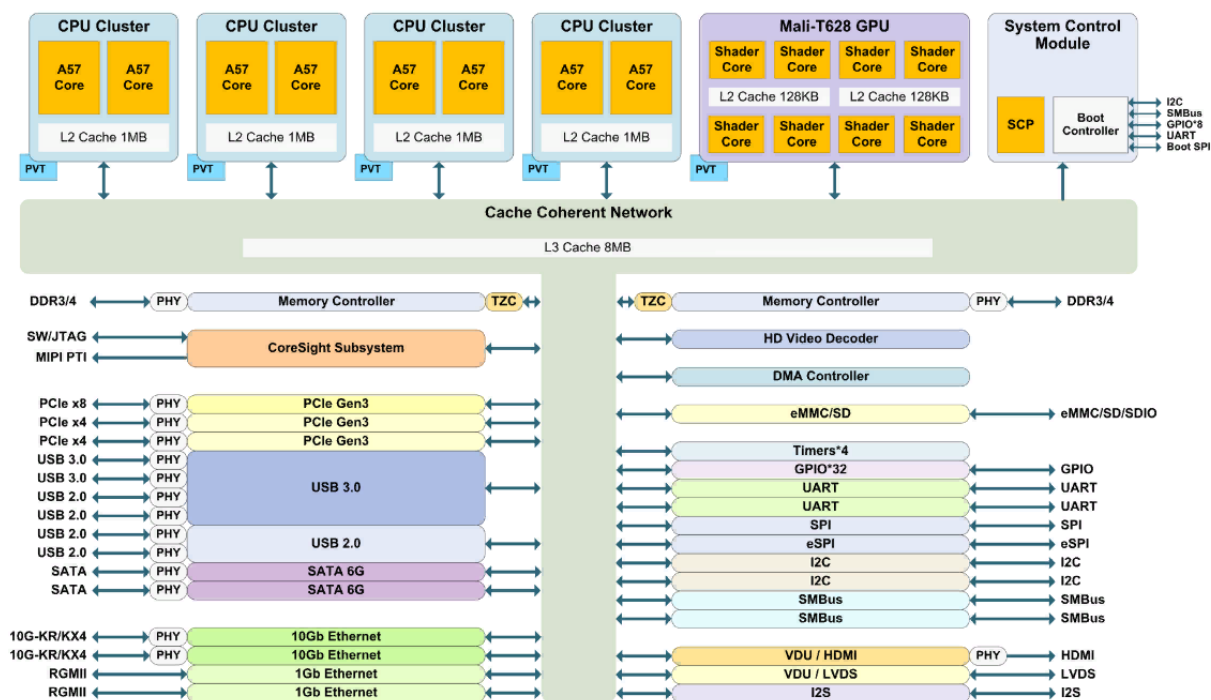 CPU Cluster
A57 Core
A57 Core
L2 Cache 1MB
PVT
CPU Cluster
A57 Core
A57 Core
L2 Cache 1MB
PVT
CPU Cluster
A57 Core
A57 Core
L2 Cache 1MB
PVT
CPU Cluster
A57 Core
A57 Core
L2 Cache 1MB
PVT
Mali-T628 GPU
Shader Core
Shader Core
Shader Core
Shader Core
L2 Cache 128KB
L2 Cache 128KB
Shader Core
Shader Core
Shader Core
Shader Core
PVT
System Control Module
SCP
Boot Controller
I2C
SMBus
GPIO*8
UART
Boot SPI
Cache Coherent Network
L3 Cache 8MB
DDR3/4 PHY Memory Controller TZC
SW/JTAG
MIPI PTI
CoreSight Subsystem
PCIe x8 PHY PCIe Gen3
PCIe x4 PHY PCIe Gen3
PCIe x4 PHY PCIe Gen3
USB 3.0 PHY
USB 3.0 PHY
USB 2.0 PHY
USB 2.0 PHY
USB 3.0
USB 2.0 PHY
USB 2.0 PHY
USB 2.0
SATA PHY SATA 6G
SATA PHY SATA 6G
10G-KR/KX4 PHY 10Gb Ethernet
10G-KR/KX4 PHY 10Gb Ethernet
RGMII 1Gb Ethernet
RGMII 1Gb Ethernet
TZC Memory Controller PHY DDR3/4
HD Video Decoder
DMA Controller
eMMC/SD eMMC/SD/SDIO
Timers*4
GPIO*32 GPIO
UART UART
UART UART
SPI SPI
eSPI eSPI
I2C I2C
I2C I2C
SMBus SMBus
SMBus SMBus
VDU / HDMI PHY HDMI
VDU / LVDS LVDS
I2S I2S